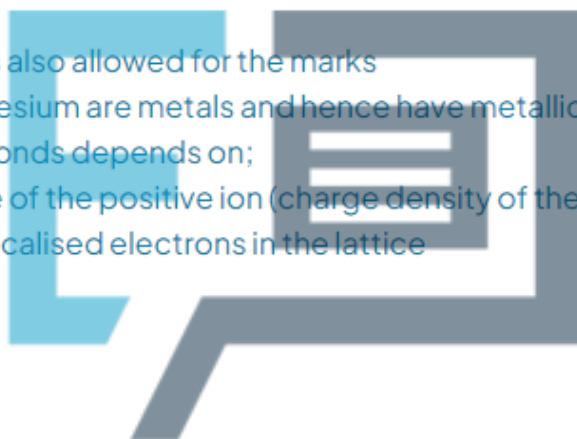 also allowed for the marks
esium are metals and hence have metallic
onds depends on;
of the positive ion (charge density of the
calised electrons in the lattice